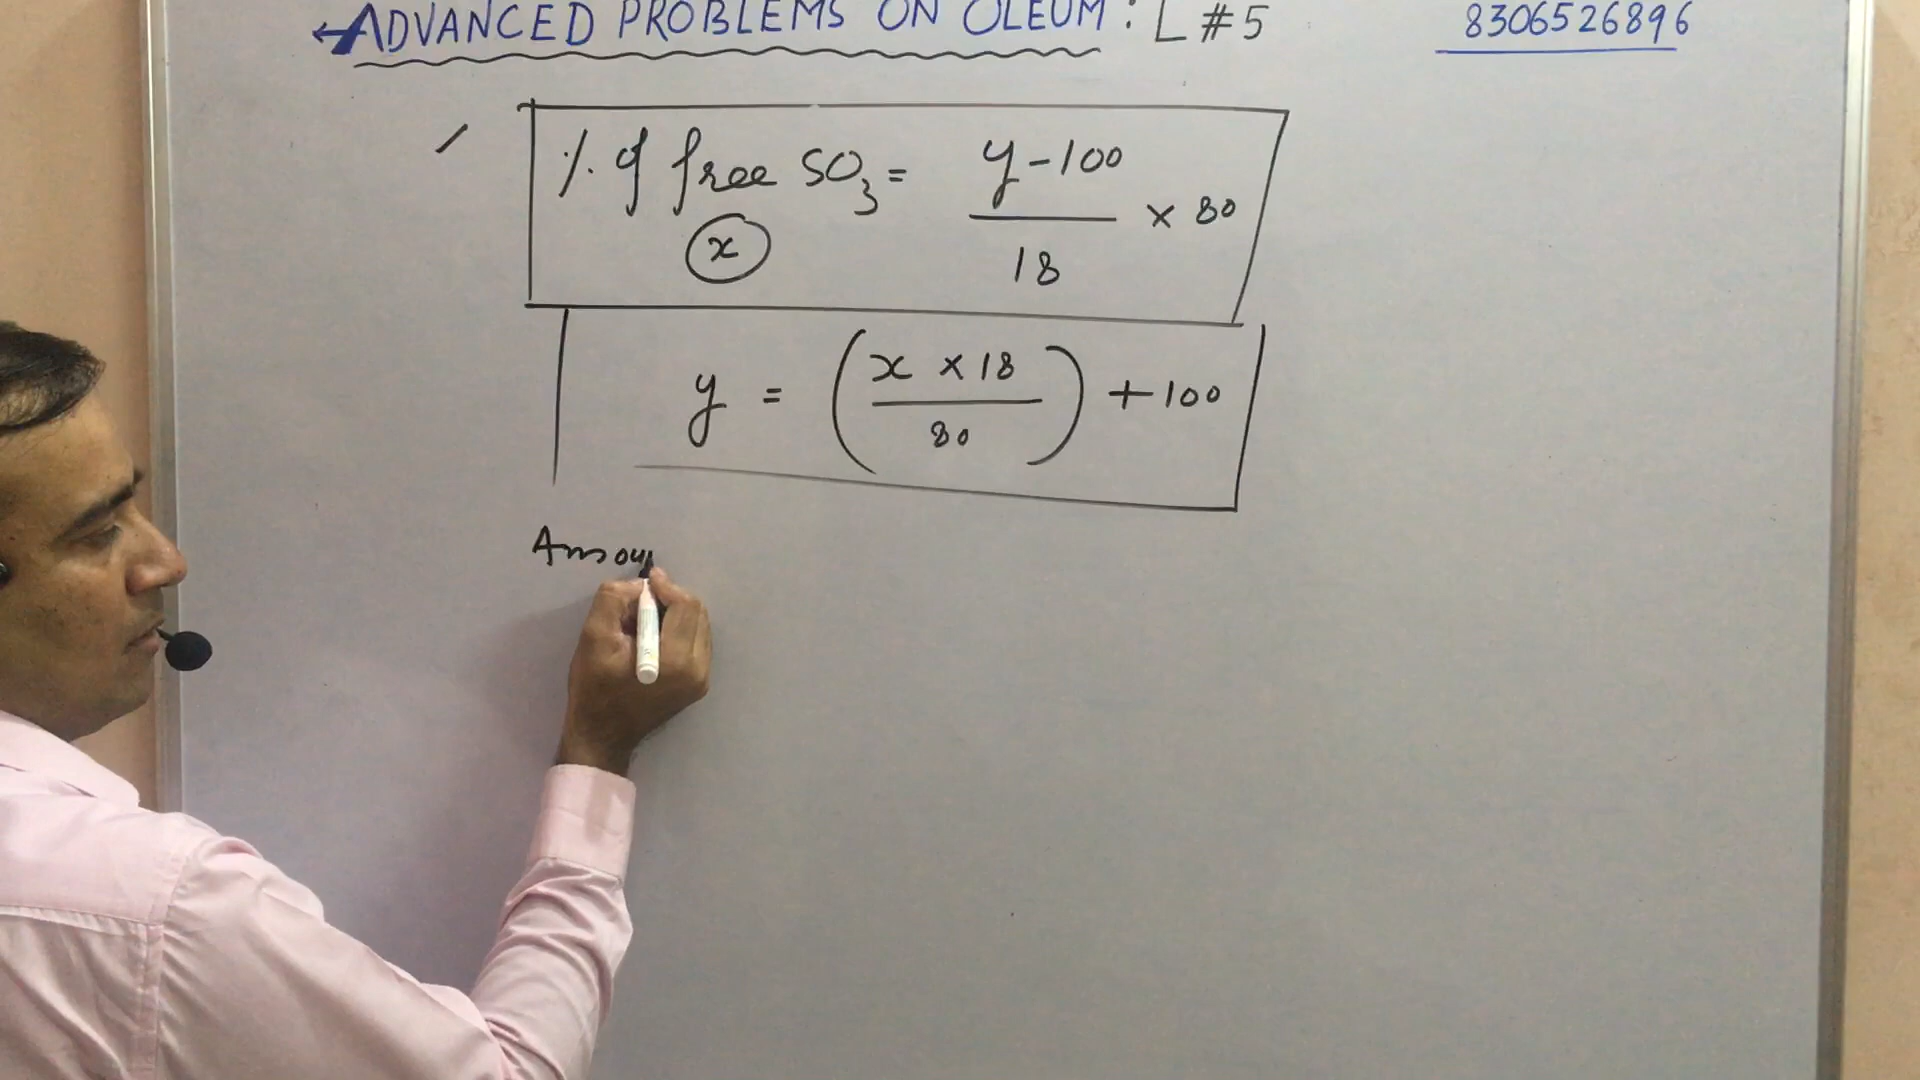 ADVANCED PROBLEMS ON OLEUM : L # 5
8306526896
% of free SO₃ = (y - 100)/18 × 80
x
y = (x × 18 / 80) + 100
Amou